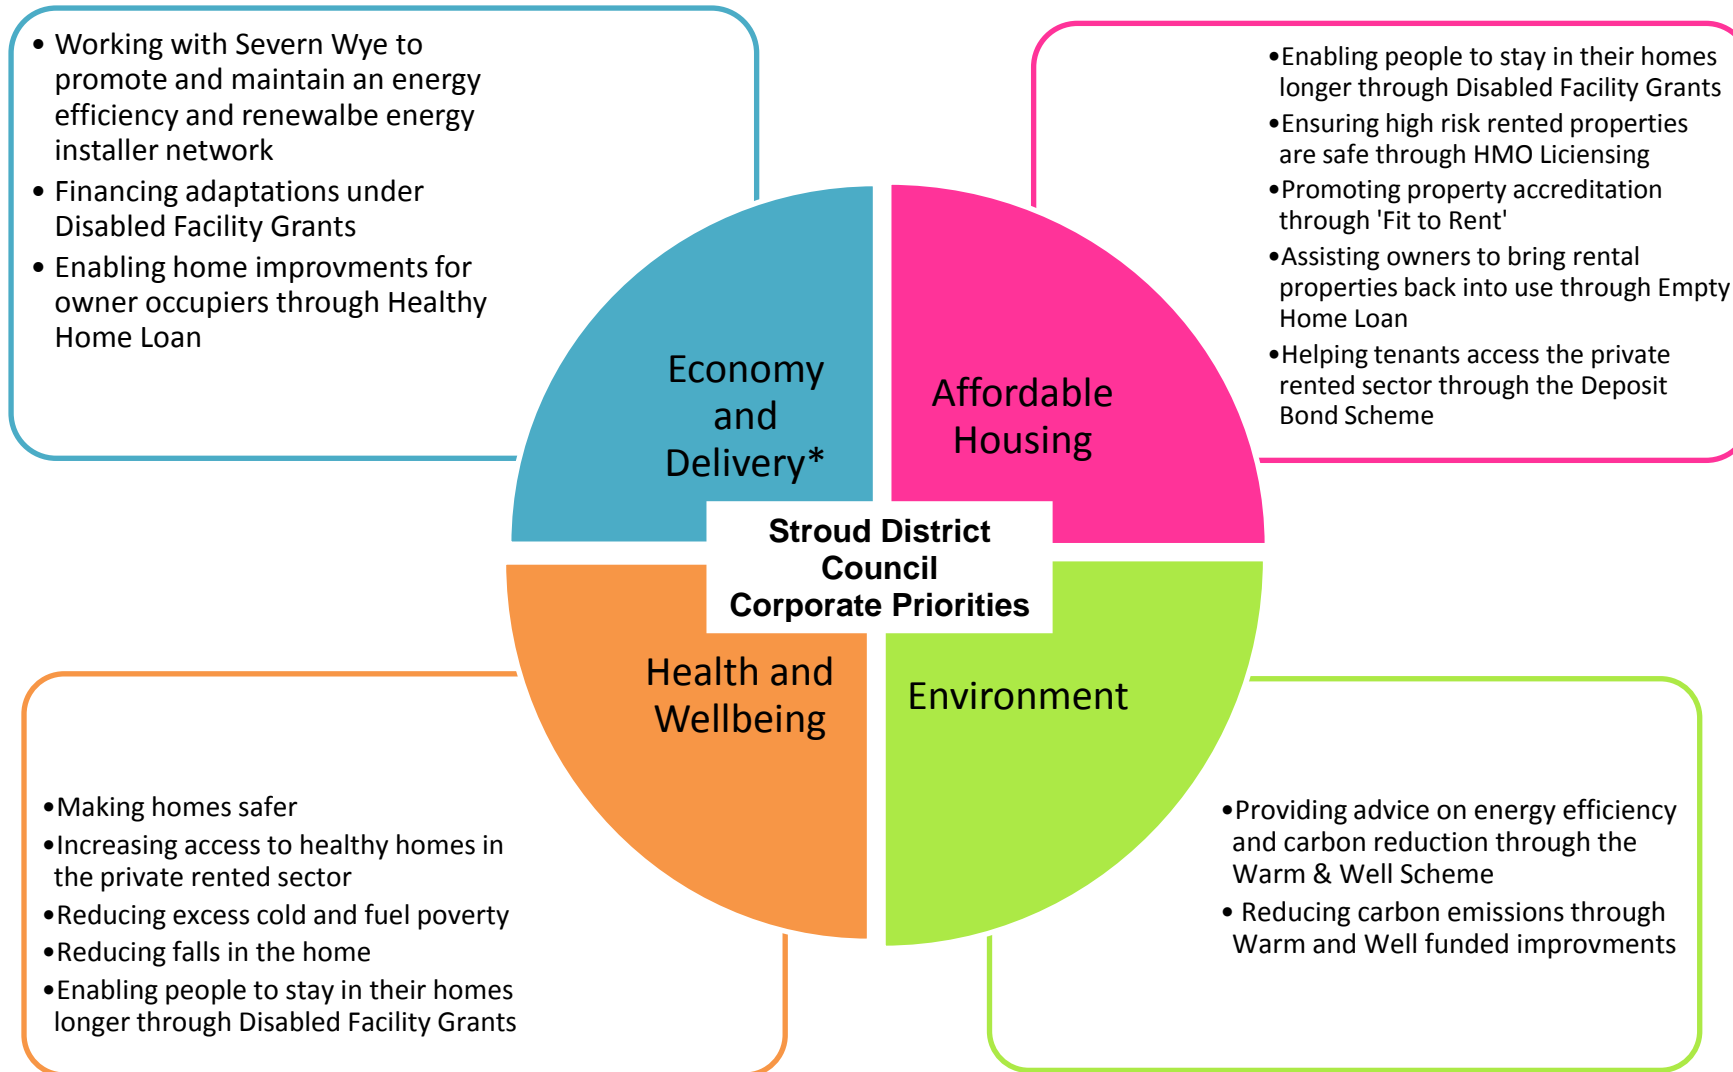 • Working with Severn Wye to
promote and maintain an energy
efficiency and renewalbe energy
installer network
• Financing adaptations under
Disabled Facility Grants
• Enabling home improvments for
owner occupiers through Healthy
Home Loan
•Enabling people to stay in their homes
longer through Disabled Facility Grants
•Ensuring high risk rented properties
are safe through HMO Liciensing
•Promoting property accreditation
through 'Fit to Rent'
•Assisting owners to bring rental
properties back into use through Empty
Home Loan
•Helping tenants access the private
rented sector through the Deposit
Bond Scheme
Economy
and
Delivery*
Affordable
Housing
Stroud District
Council
Corporate Priorities
Health and
Wellbeing
Environment
•Making homes safer
•Increasing access to healthy homes in
the private rented sector
•Reducing excess cold and fuel poverty
•Reducing falls in the home
•Enabling people to stay in their homes
longer through Disabled Facility Grants
•Providing advice on energy efficiency
and carbon reduction through the
Warm & Well Scheme
• Reducing carbon emissions through
Warm and Well funded improvments